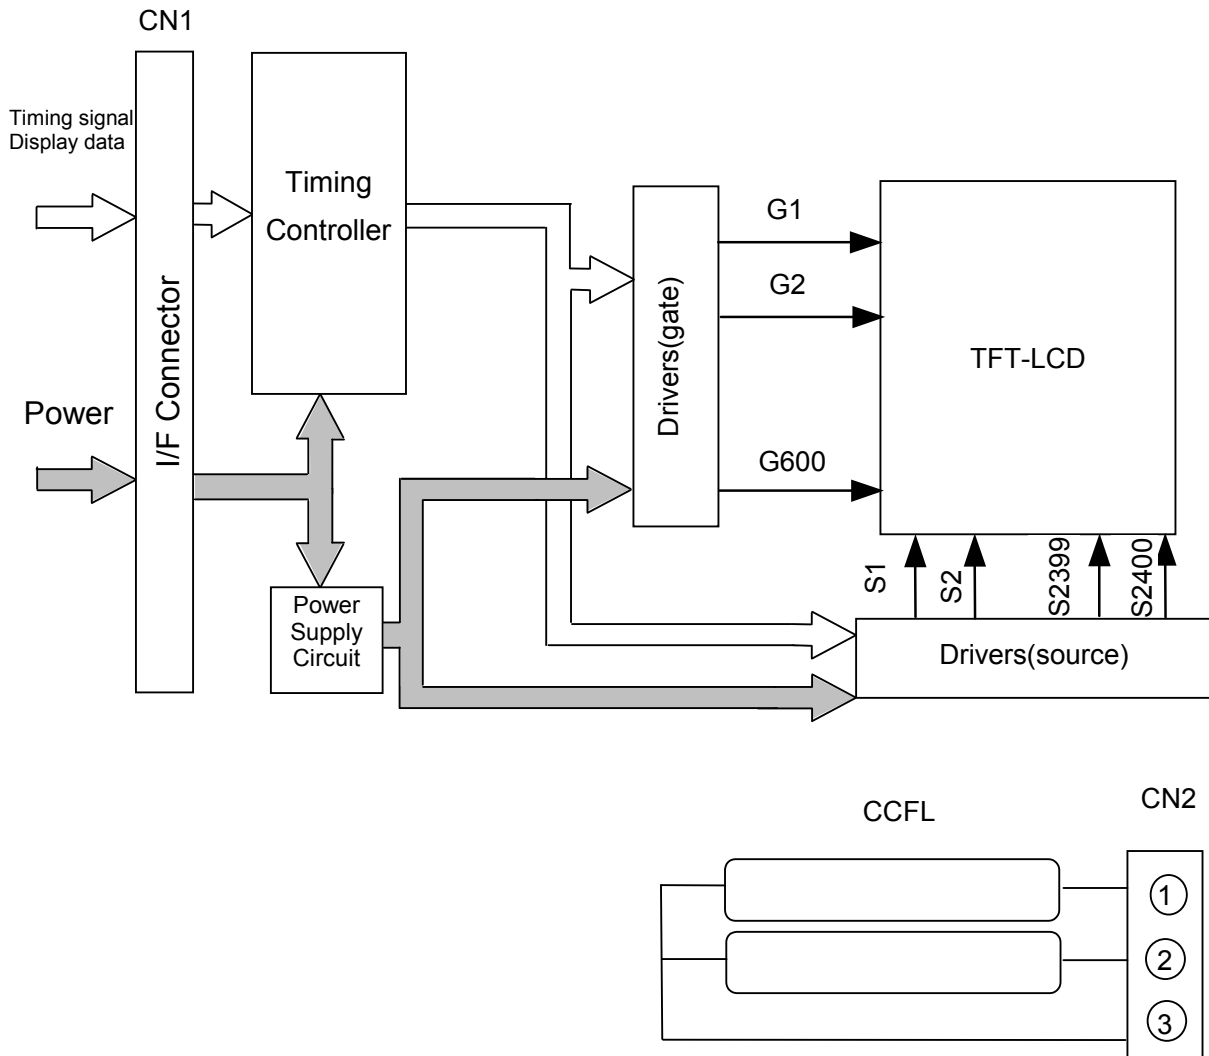 CN1
Timing signal
Display data
Power
I/F Connector
Timing
Controller
Power
Supply
Circuit
Drivers(gate)
G1
G2
G600
TFT-LCD
S1
S2
S2399
S2400
Drivers(source)
CCFL
CN2
1
2
3